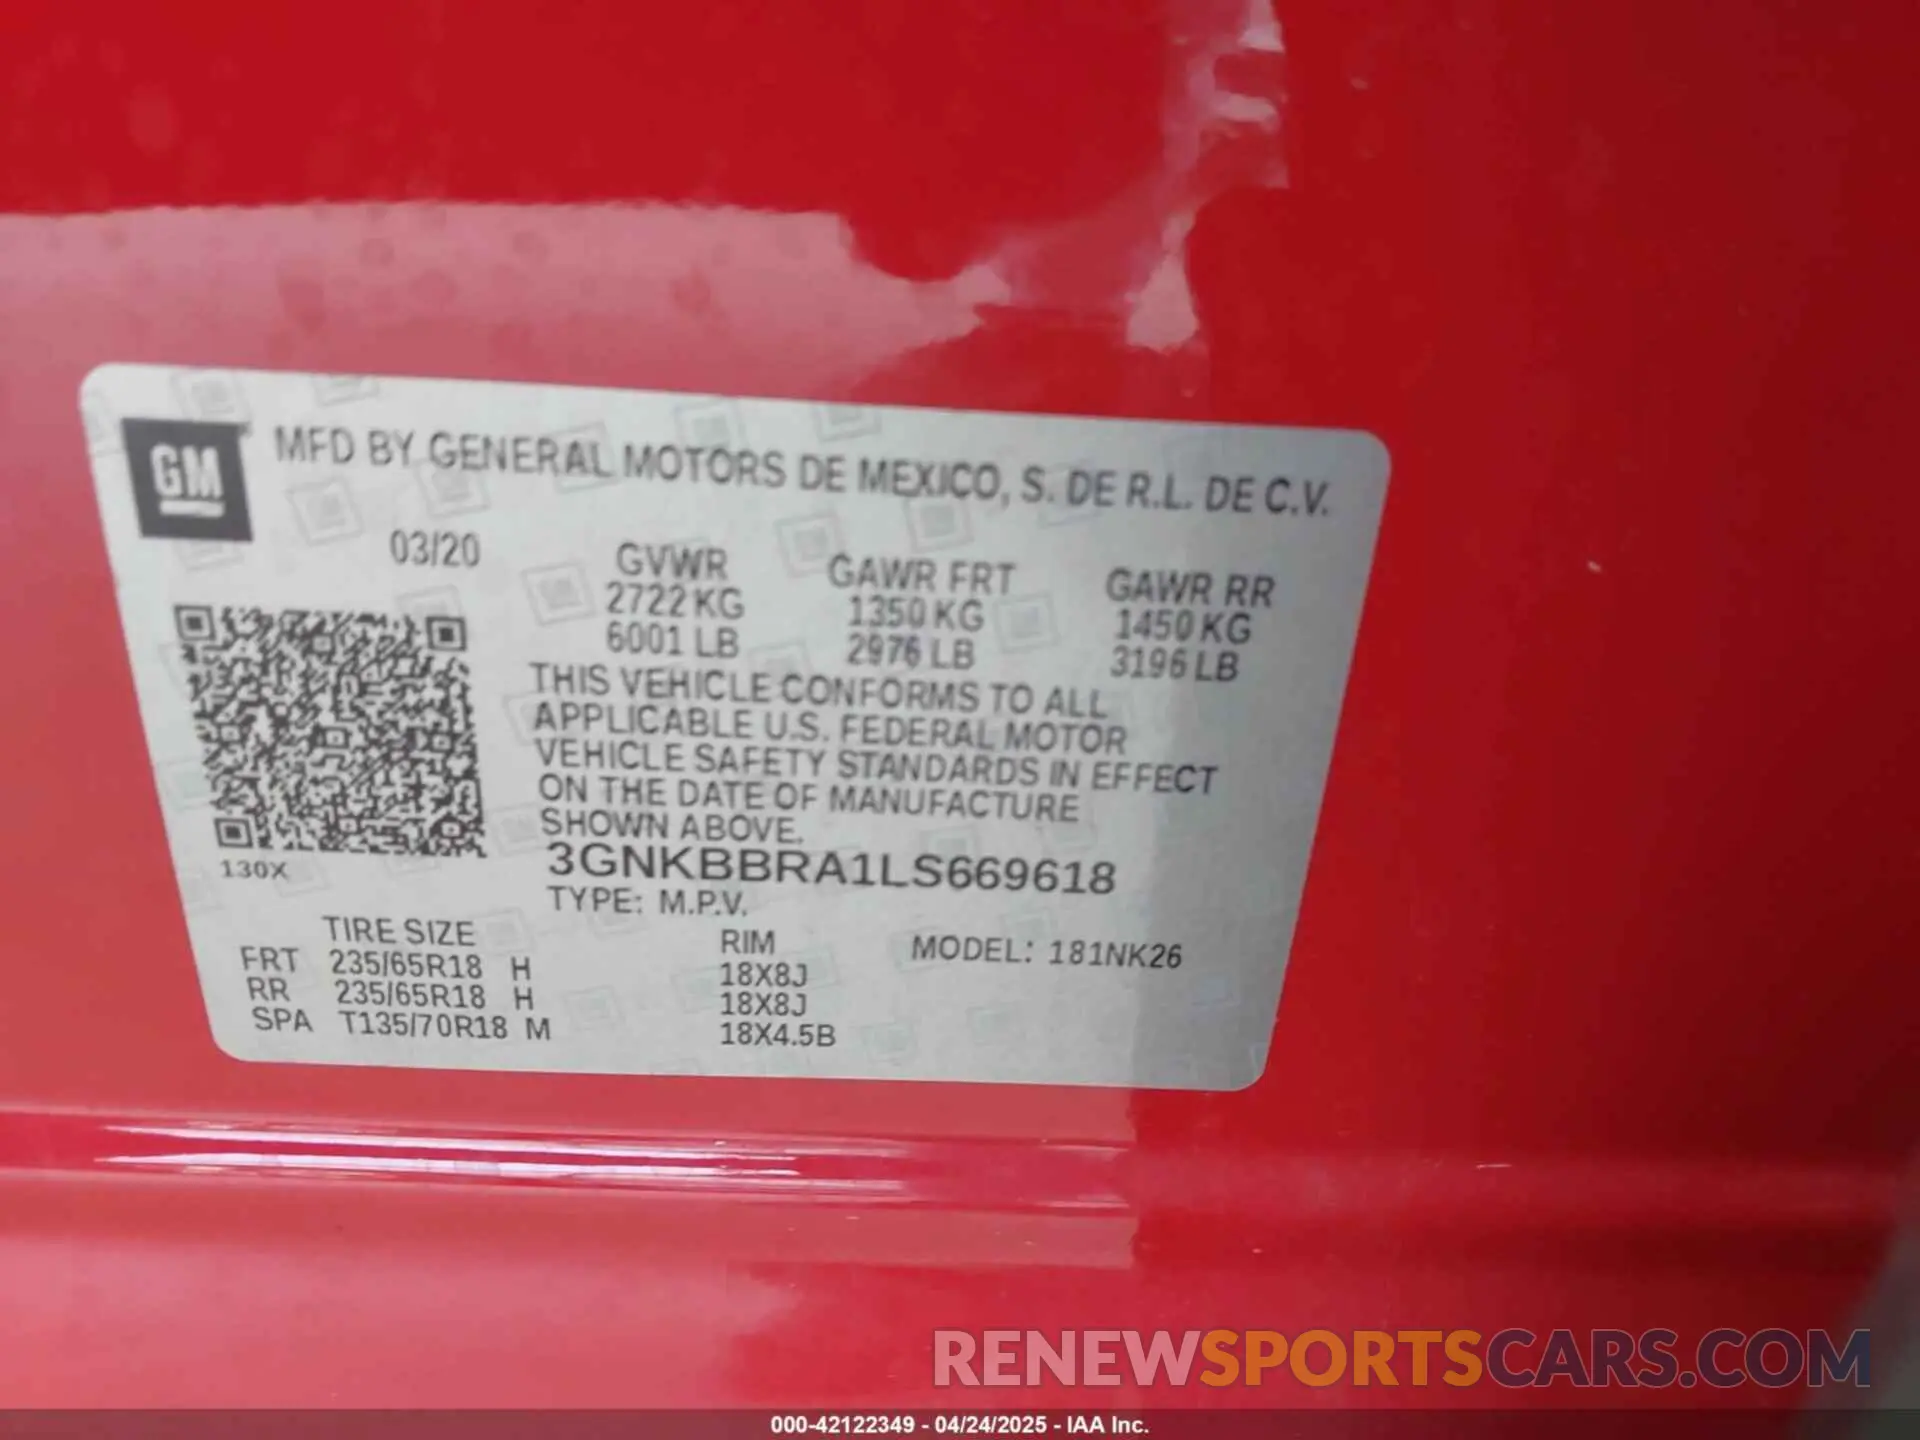 GM
MFD BY GENERAL MOTORS DE MEXICO, S. DE R.L. DE C.V.
03/20
GVWR GAWR FRT GAWR RR
2722 KG 1350 KG 1450 KG
6001 LB 2976 LB 3196 LB
THIS VEHICLE CONFORMS TO ALL
APPLICABLE U.S. FEDERAL MOTOR
VEHICLE SAFETY STANDARDS IN EFFECT
ON THE DATE OF MANUFACTURE
SHOWN ABOVE.
130X
3GNKBBRA1LS669618
TYPE: M.P.V.
TIRE SIZE RIM MODEL: 181NK26
FRT 235/65R18 H 18X8J
RR 235/65R18 H 18X8J
SPA T135/70R18 M 18X4.5B
RENEWSPORTSCARS.COM
000-42122349 - 04/24/2025 - IAA Inc.